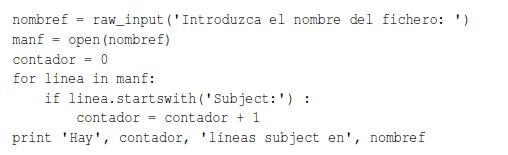 nombref = raw_input('Introduzca el nombre del fichero: ')
manf = open(nombref)
contador = 0
for linea in manf:
    if linea.startswith('Subject:') :
        contador = contador + 1
print 'Hay', contador, 'líneas subject en', nombref